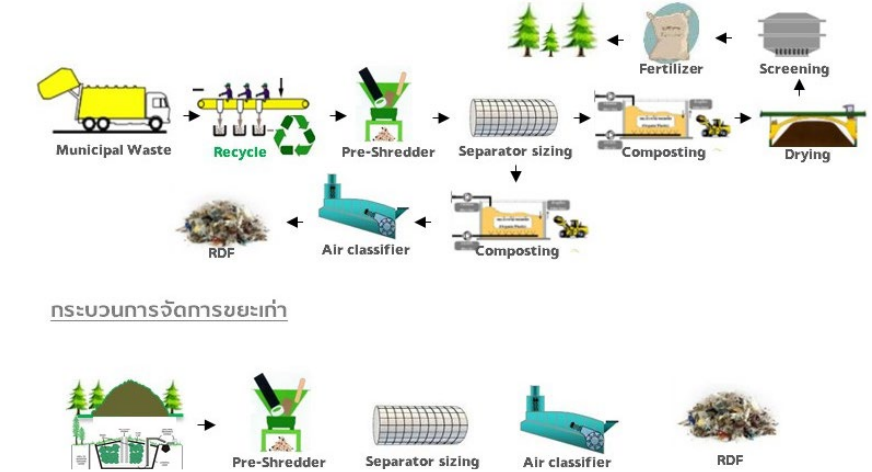 Fertilizer
Screening
Municipal Waste
Recycle
Pre-Shredder
Separator sizing
Composting
Drying
RDF
Air classifier
Composting
กระบวนการจัดการขยะเก่า
Pre-Shredder
Separator sizing
Air classifier
RDF